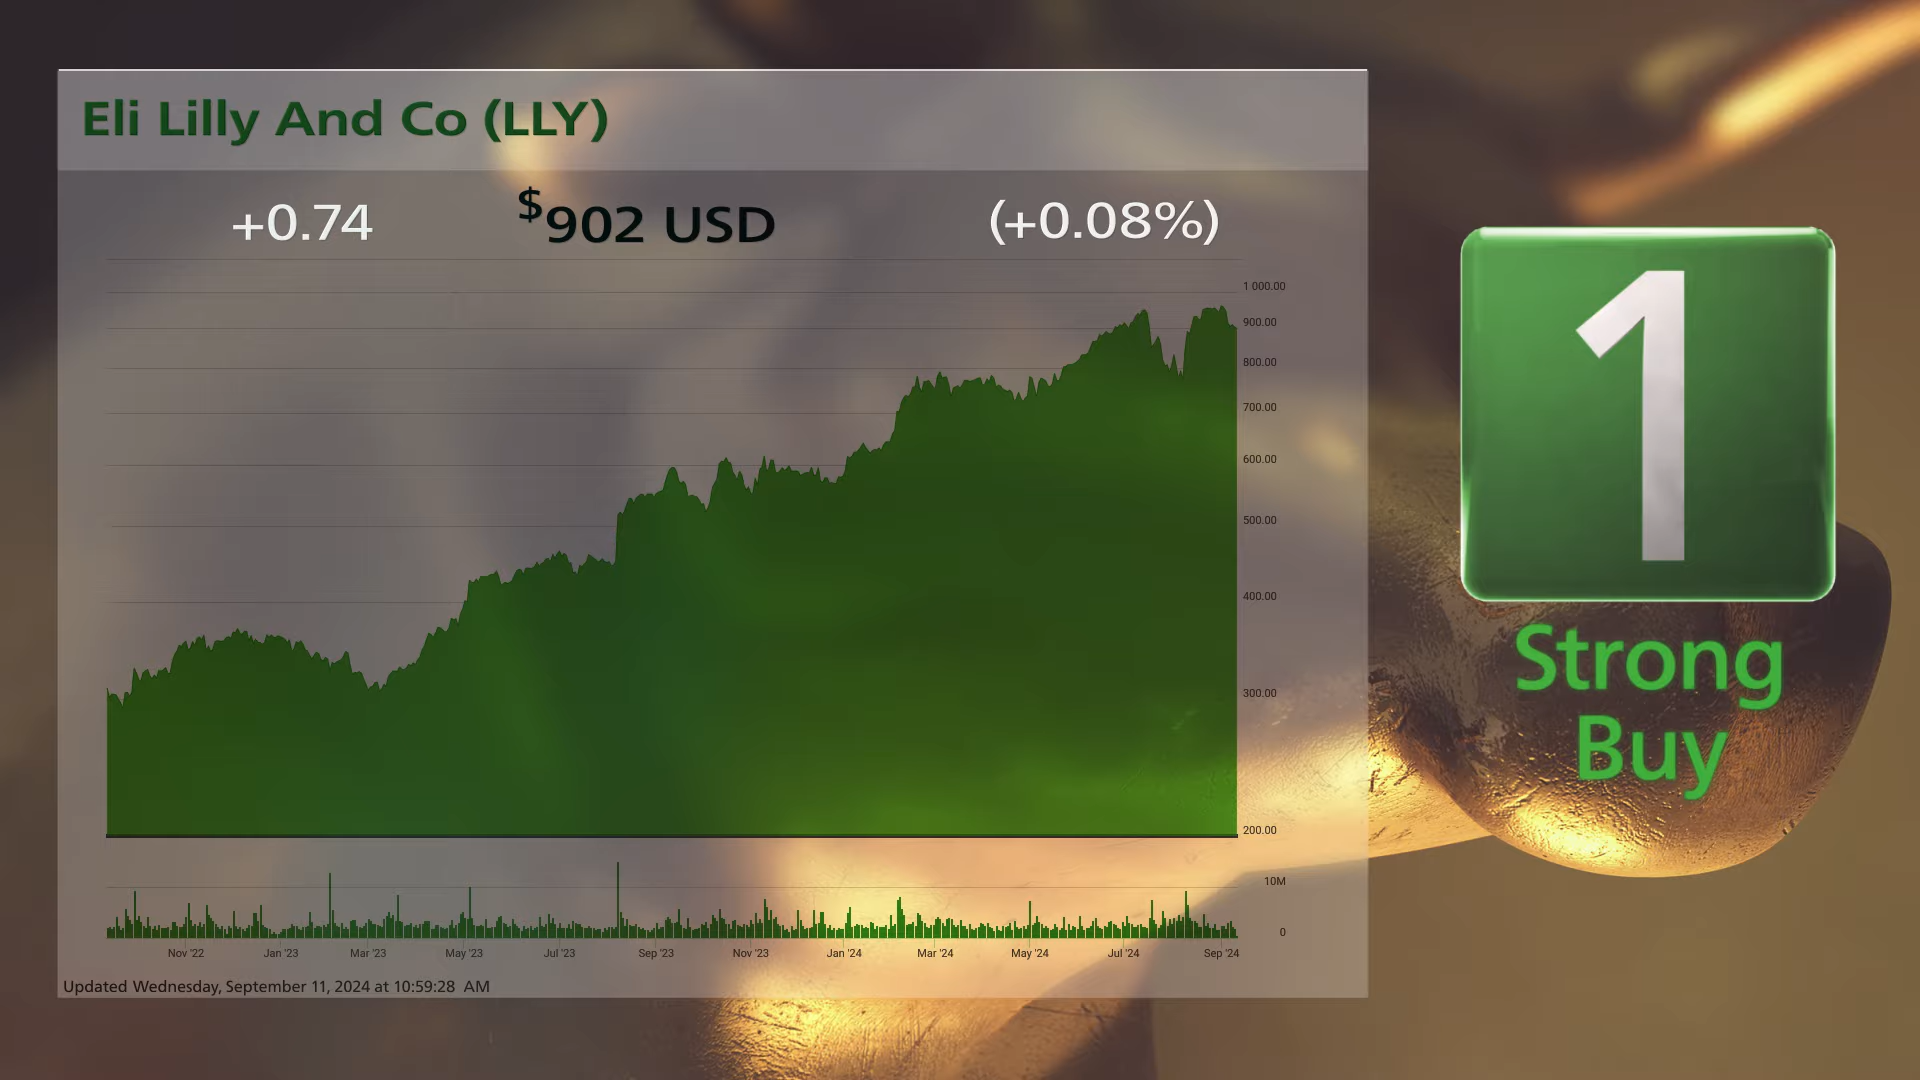 Eli Lilly And Co (LLY)
+0.74 $902 USD (+0.08%)
1 000.00
900.00
800.00
700.00
600.00
500.00
400.00
300.00
200.00
10M
0
Nov '22 Jan '23 Mar '23 May '23 Jul '23 Sep '23 Nov '23 Jan '24 Mar '24 May '24 Jul '24 Sep '24
Updated Wednesday, September 11, 2024 at 10:59:28 AM
1
Strong
Buy